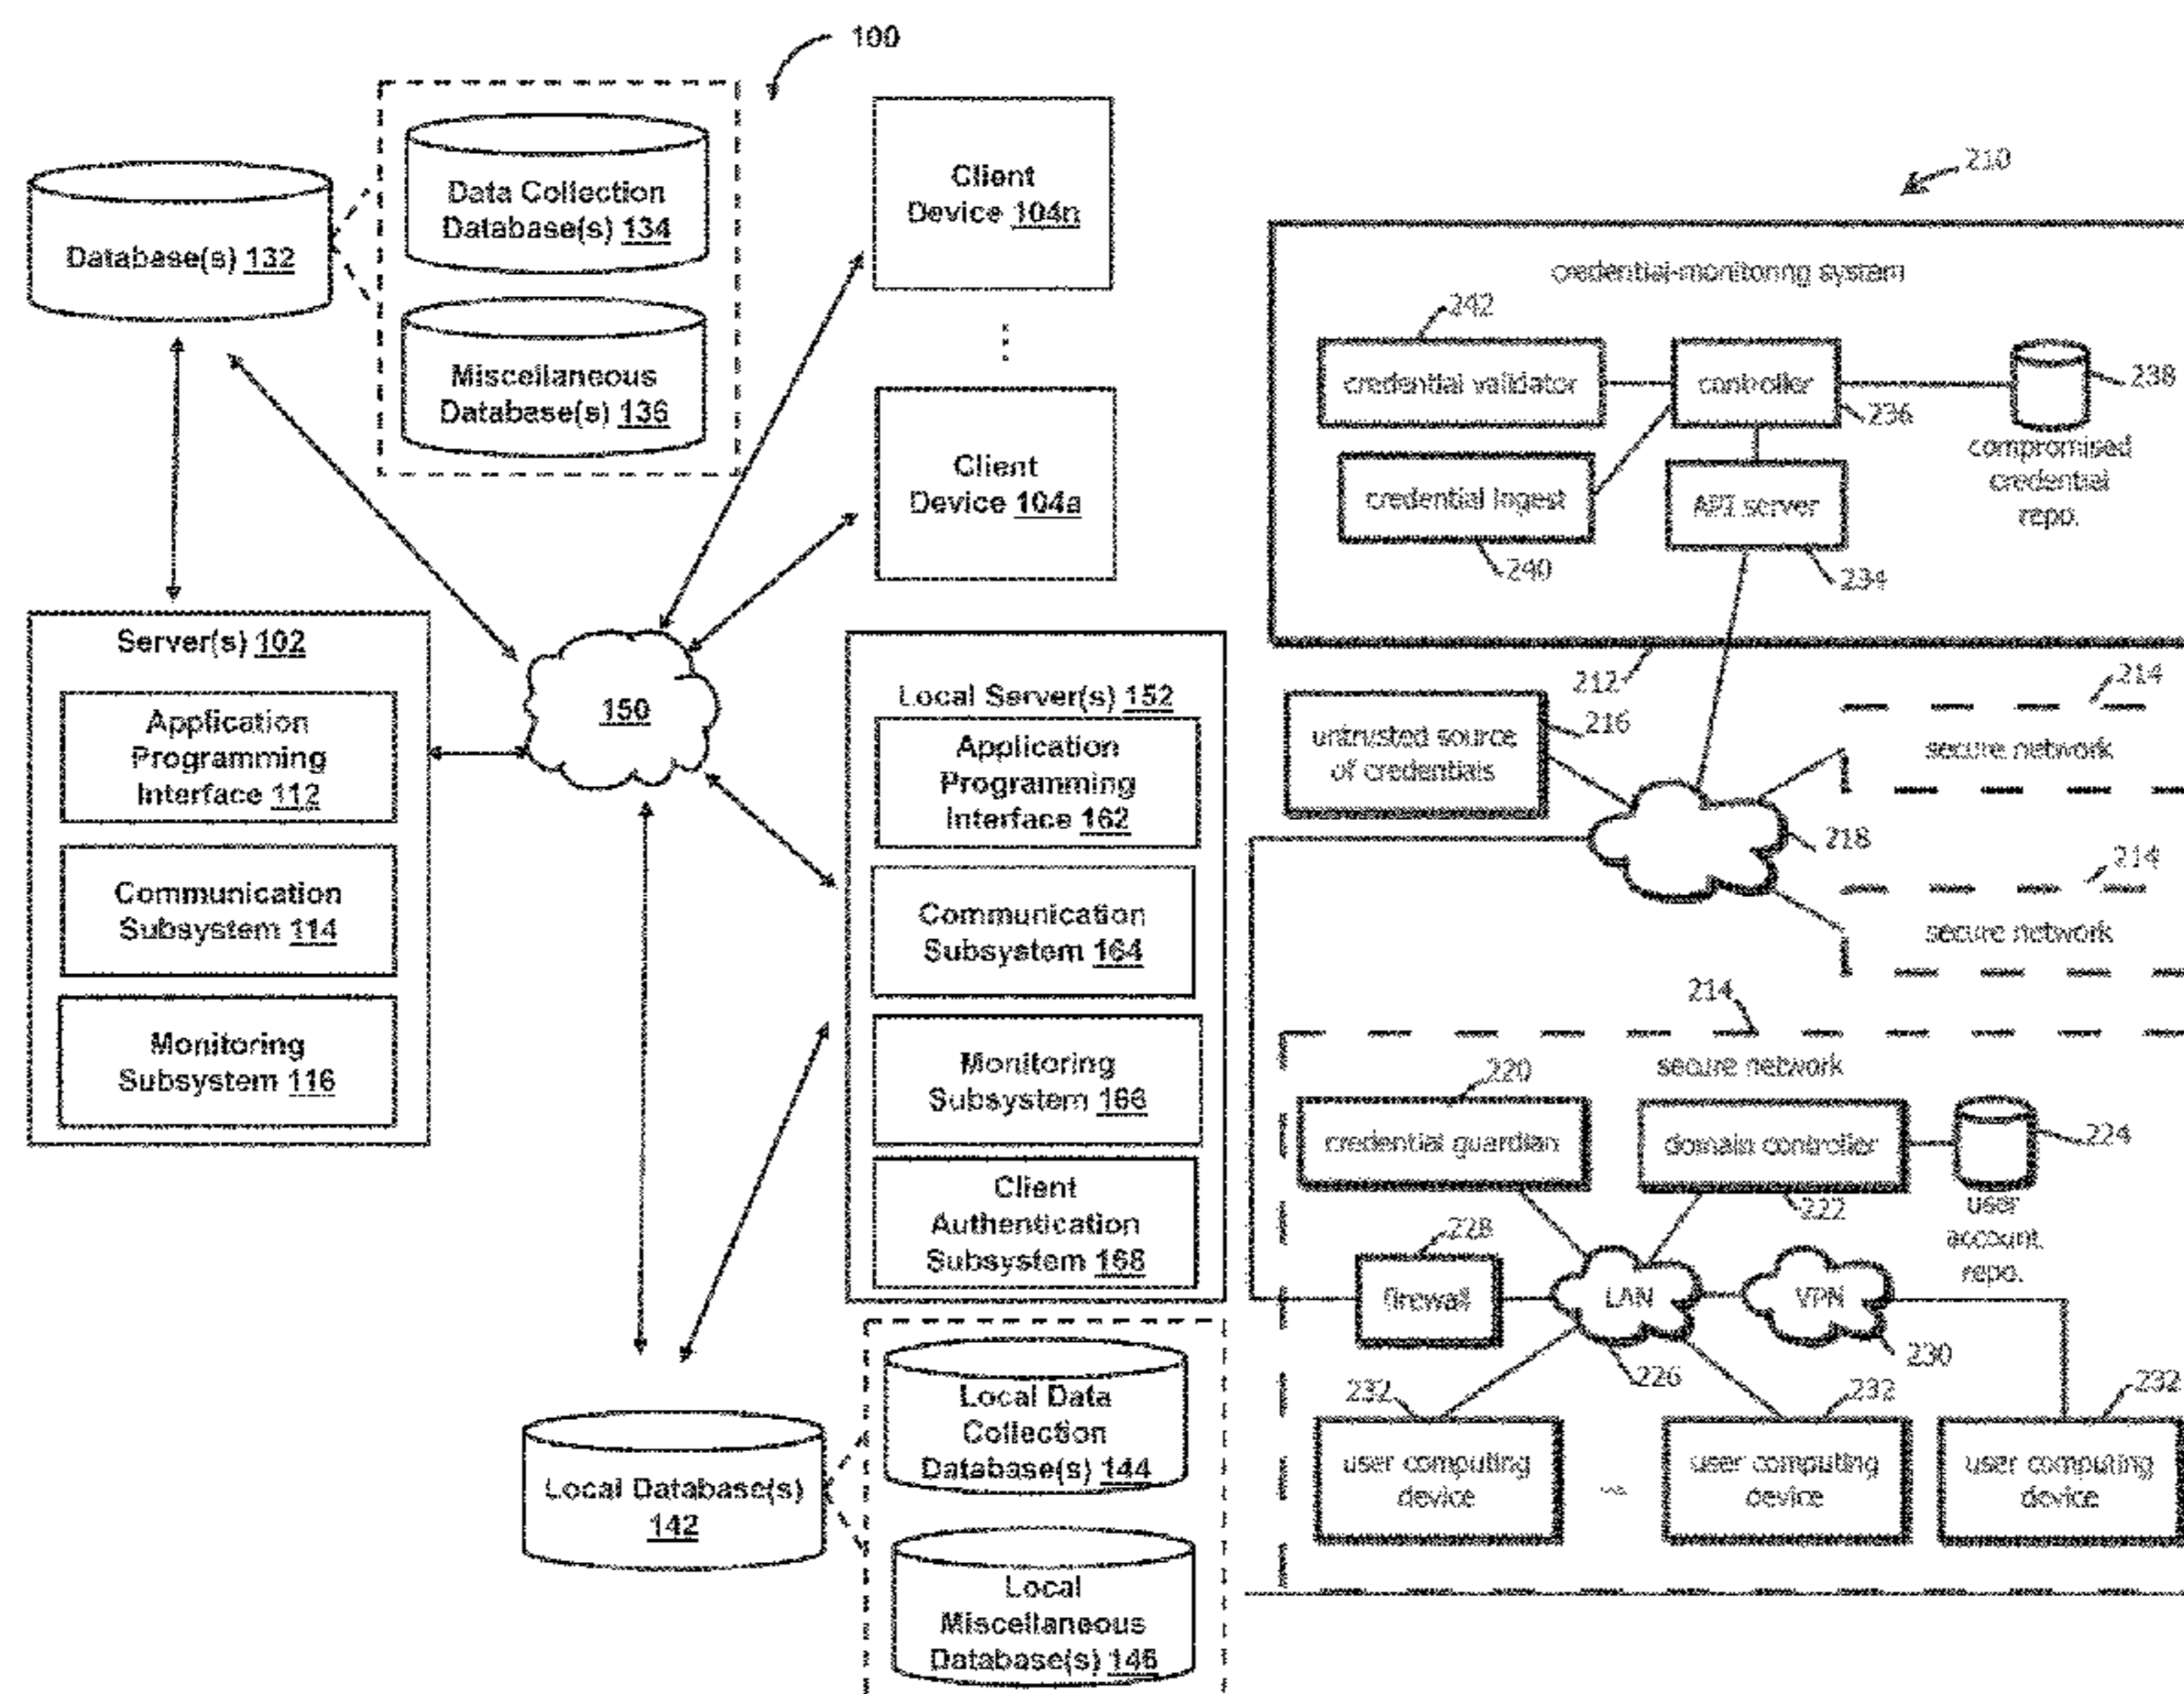 100
Database(s) 132
Data Collection
Database(s) 134
Miscellaneous
Database(s) 136
Client
Device 104n
Client
Device 104a
Server(s) 102
Application
Programming
Interface 112
Communication
Subsystem 114
Monitoring
Subsystem 116
150
Local Server(s) 152
Application
Programming
Interface 162
Communication
Subsystem 164
Monitoring
Subsystem 166
Client
Authentication
Subsystem 168
Local Database(s)
142
Local Data
Collection
Database(s) 144
Local
Miscellaneous
Database(s) 146
210
credential-monitoring system
242
credential validator
controller
236
238
compromised
credential
repo.
credential ingest
240
API server
234
212
untrusted source
of credentials
216
218
214
secure network
214
secure network
214
secure network
220
credential guardian
domain controller
222
224
user
account
repo.
228
firewall
LAN
226
VPN
230
232
user computing
device
...
232
user computing
device
232
user computing
device